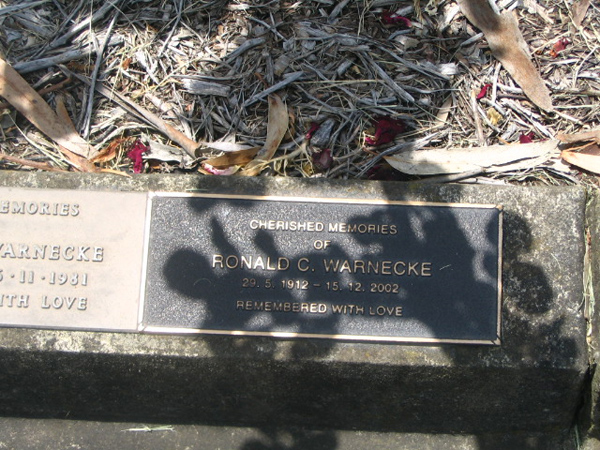 EMORIES
WARNECKE
5-11-1981
ITH LOVE
CHERISHED MEMORIES
OF
RONALD C. WARNECKE
29. 5. 1912 – 15. 12. 2002
REMEMBERED WITH LOVE